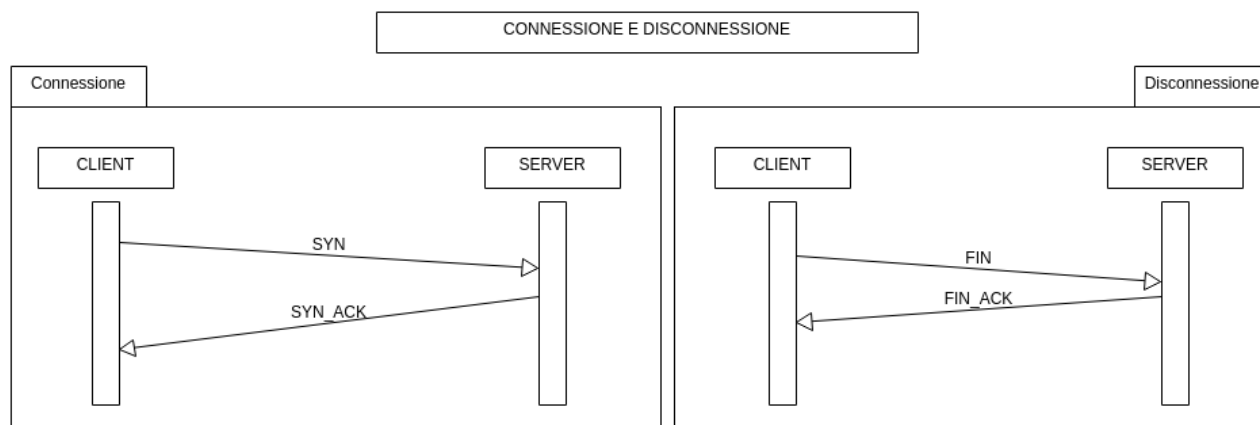 CONNESSIONE E DISCONNESSIONE
Connessione
CLIENT
SERVER
SYN
SYN_ACK
Disconnessione
CLIENT
SERVER
FIN
FIN_ACK